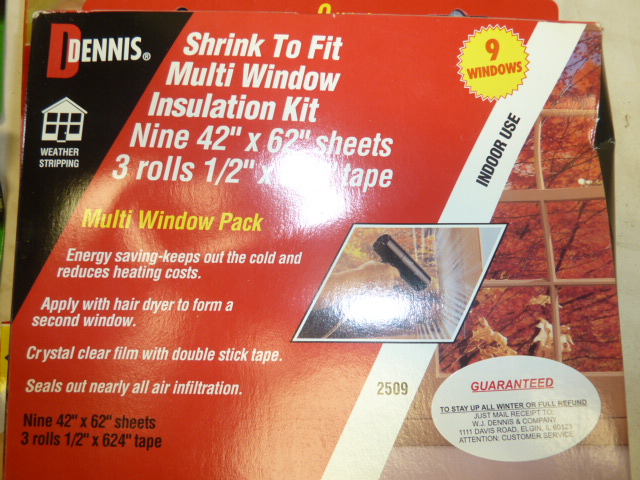 DENNIS®
Shrink To Fit
Multi Window
Insulation Kit
Nine 42" x 62" sheets
3 rolls 1/2" x tape
9
WINDOWS
WEATHER
STRIPPING
INDOOR USE
Multi Window Pack
Energy saving-keeps out the cold and
reduces heating costs.
Apply with hair dryer to form a
second window.
Crystal clear film with double stick tape.
Seals out nearly all air infiltration.
2509
Nine 42" x 62" sheets
3 rolls 1/2" x 624" tape
GUARANTEED
TO STAY UP ALL WINTER OR FULL REFUND
JUST MAIL RECEIPT TO:
W.J. DENNIS & COMPANY
1111 DAVIS ROAD, ELGIN, IL 60123
ATTENTION: CUSTOMER SERVICE